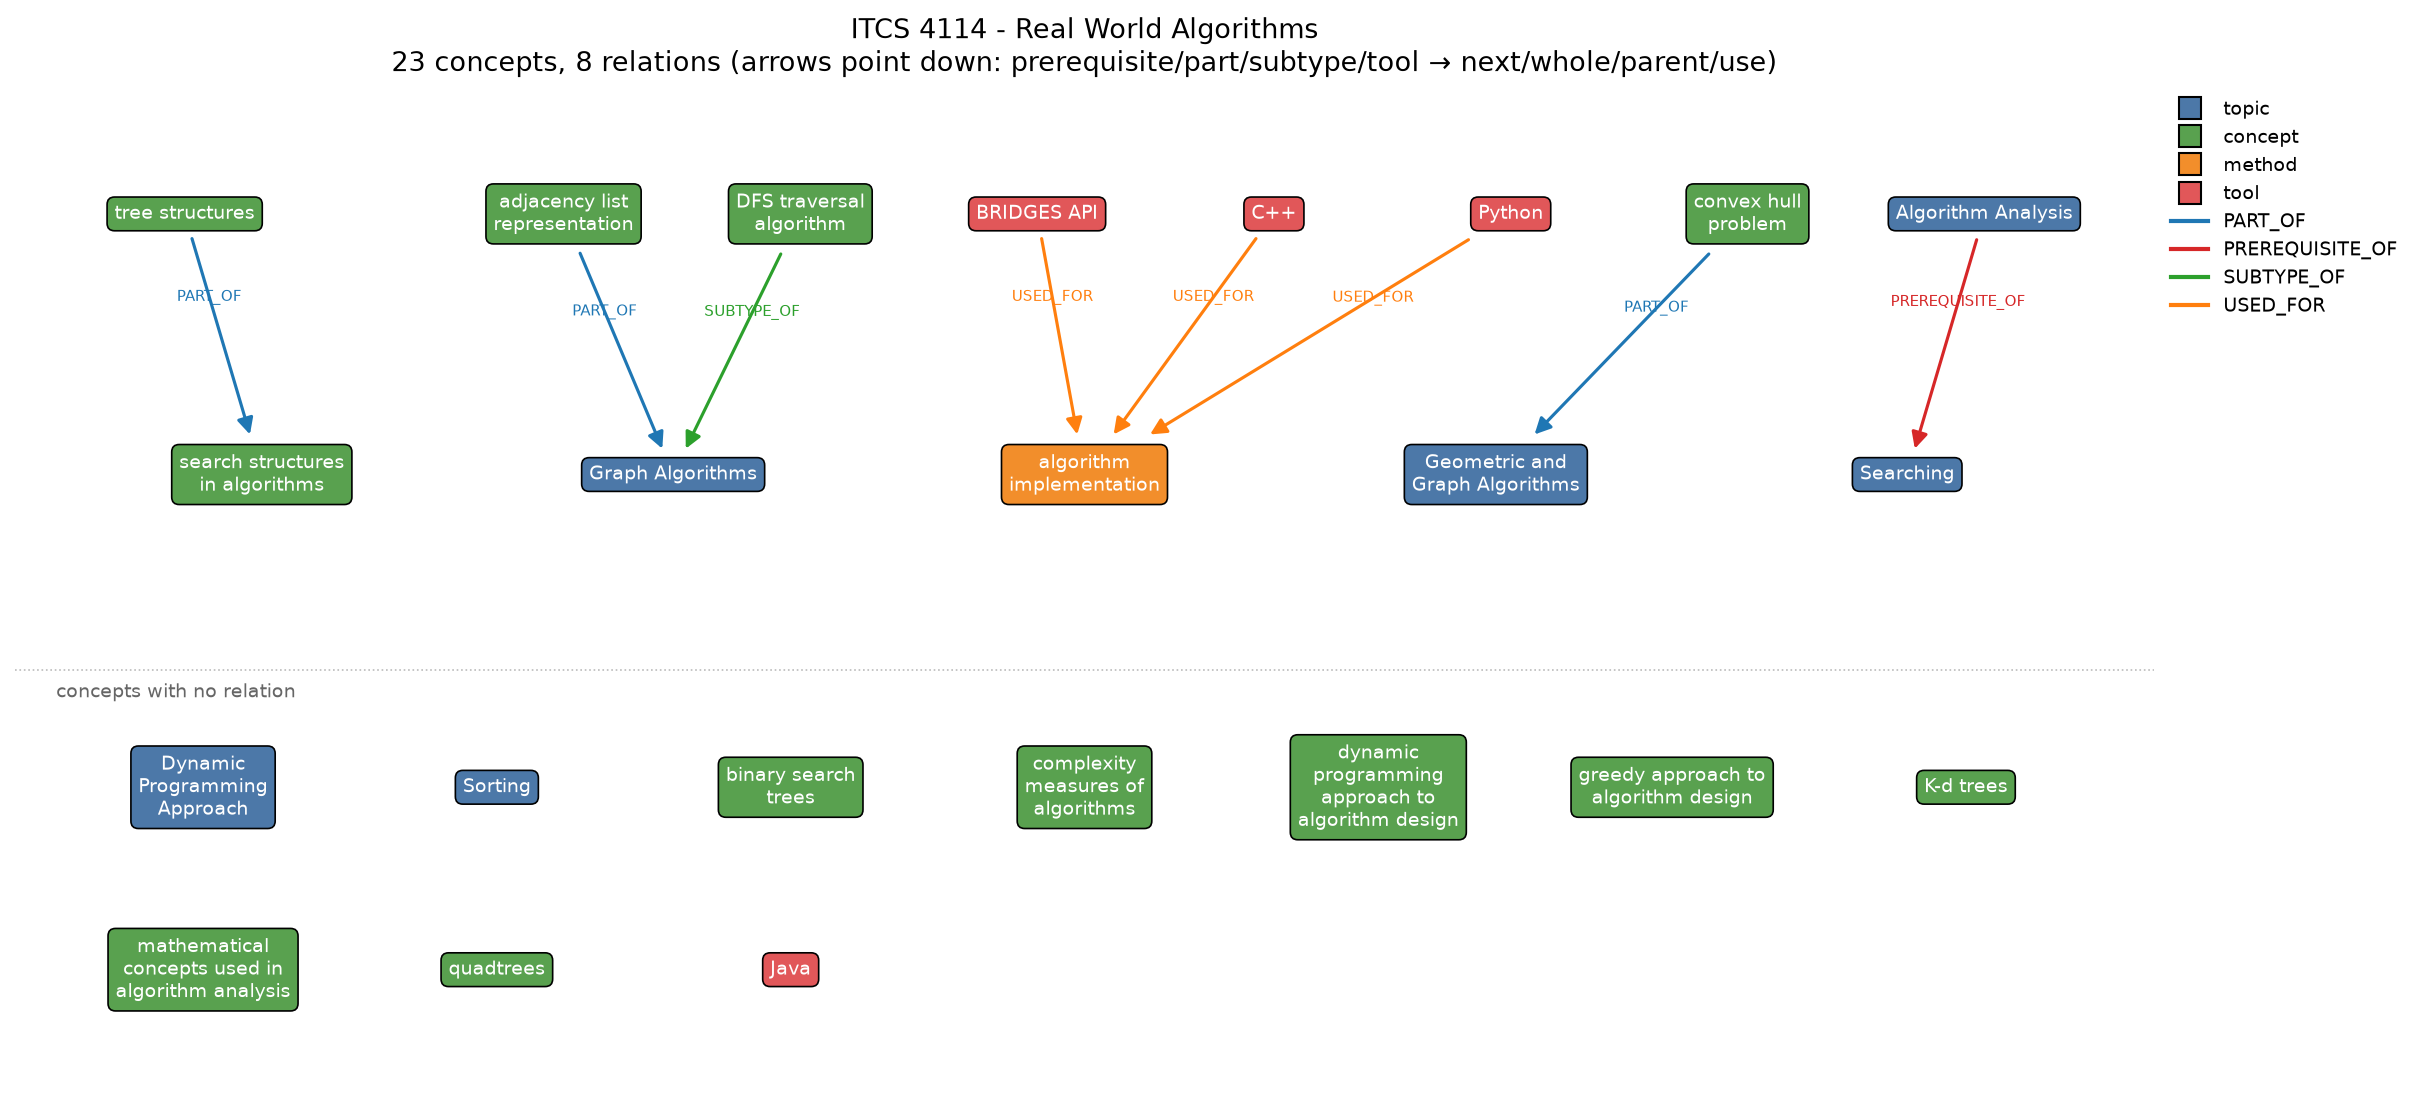 ITCS 4114 - Real World Algorithms
23 concepts, 8 relations (arrows point down: prerequisite/part/subtype/tool → next/whole/parent/use)
topic
concept
method
tool
PART_OF
PREREQUISITE_OF
SUBTYPE_OF
USED_FOR
tree structures
adjacency list
representation
DFS traversal
algorithm
BRIDGES API
C++
Python
convex hull
problem
Algorithm Analysis
PART_OF
PART_OF
SUBTYPE_OF
USED_FOR
USED_FOR
USED_FOR
PART_OF
PREREQUISITE_OF
search structures
in algorithms
Graph Algorithms
algorithm
implementation
Geometric and
Graph Algorithms
Searching
concepts with no relation
Dynamic
Programming
Approach
Sorting
binary search
trees
complexity
measures of
algorithms
dynamic
programming
approach to
algorithm design
greedy approach to
algorithm design
K-d trees
mathematical
concepts used in
algorithm analysis
quadtrees
Java